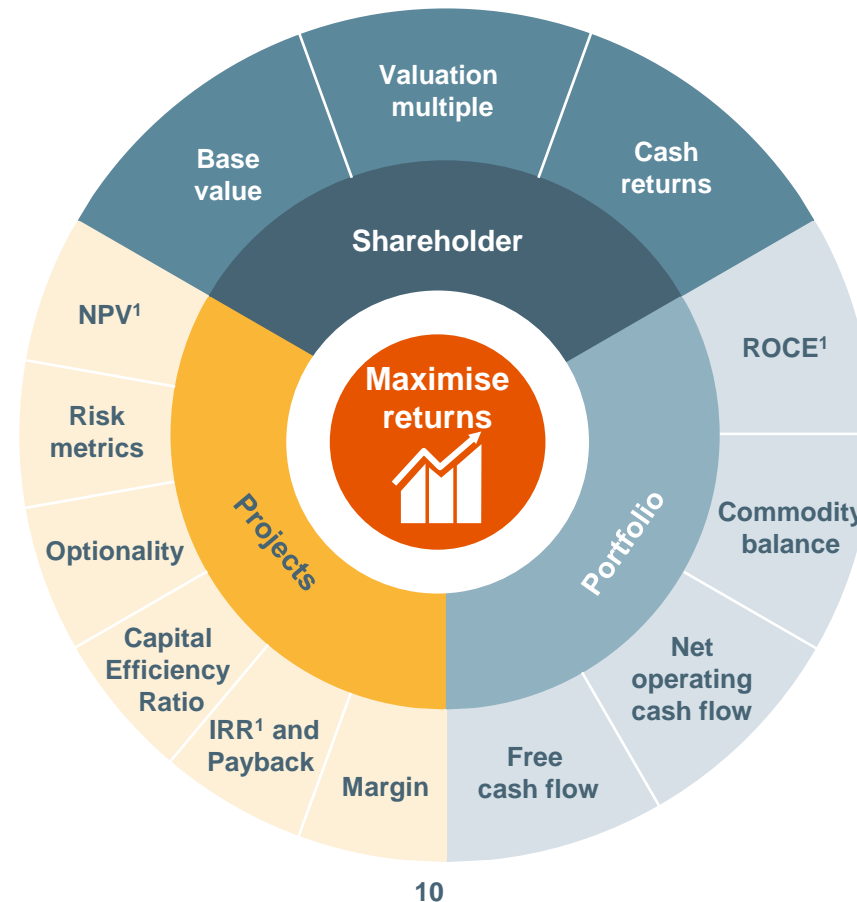 Valuation
multiple
Base
value
Cash
returns
Shareholder
NPV¹
ROCE¹
Maximise
returns
Risk
metrics
Projects
Portfolio
Commodity
balance
Optionality
Capital
Efficiency
Ratio
Net
operating
cash flow
IRR¹ and
Payback
Margin
Free
cash flow
10